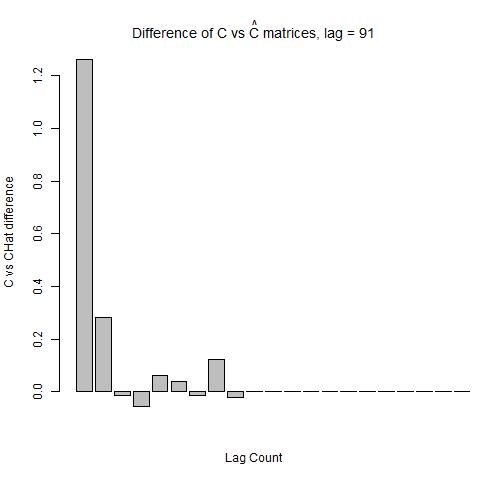 Difference of C vs Ĉ matrices, lag = 91
C vs CHat difference
1.2
1.0
0.8
0.6
0.4
0.2
0.0
Lag Count